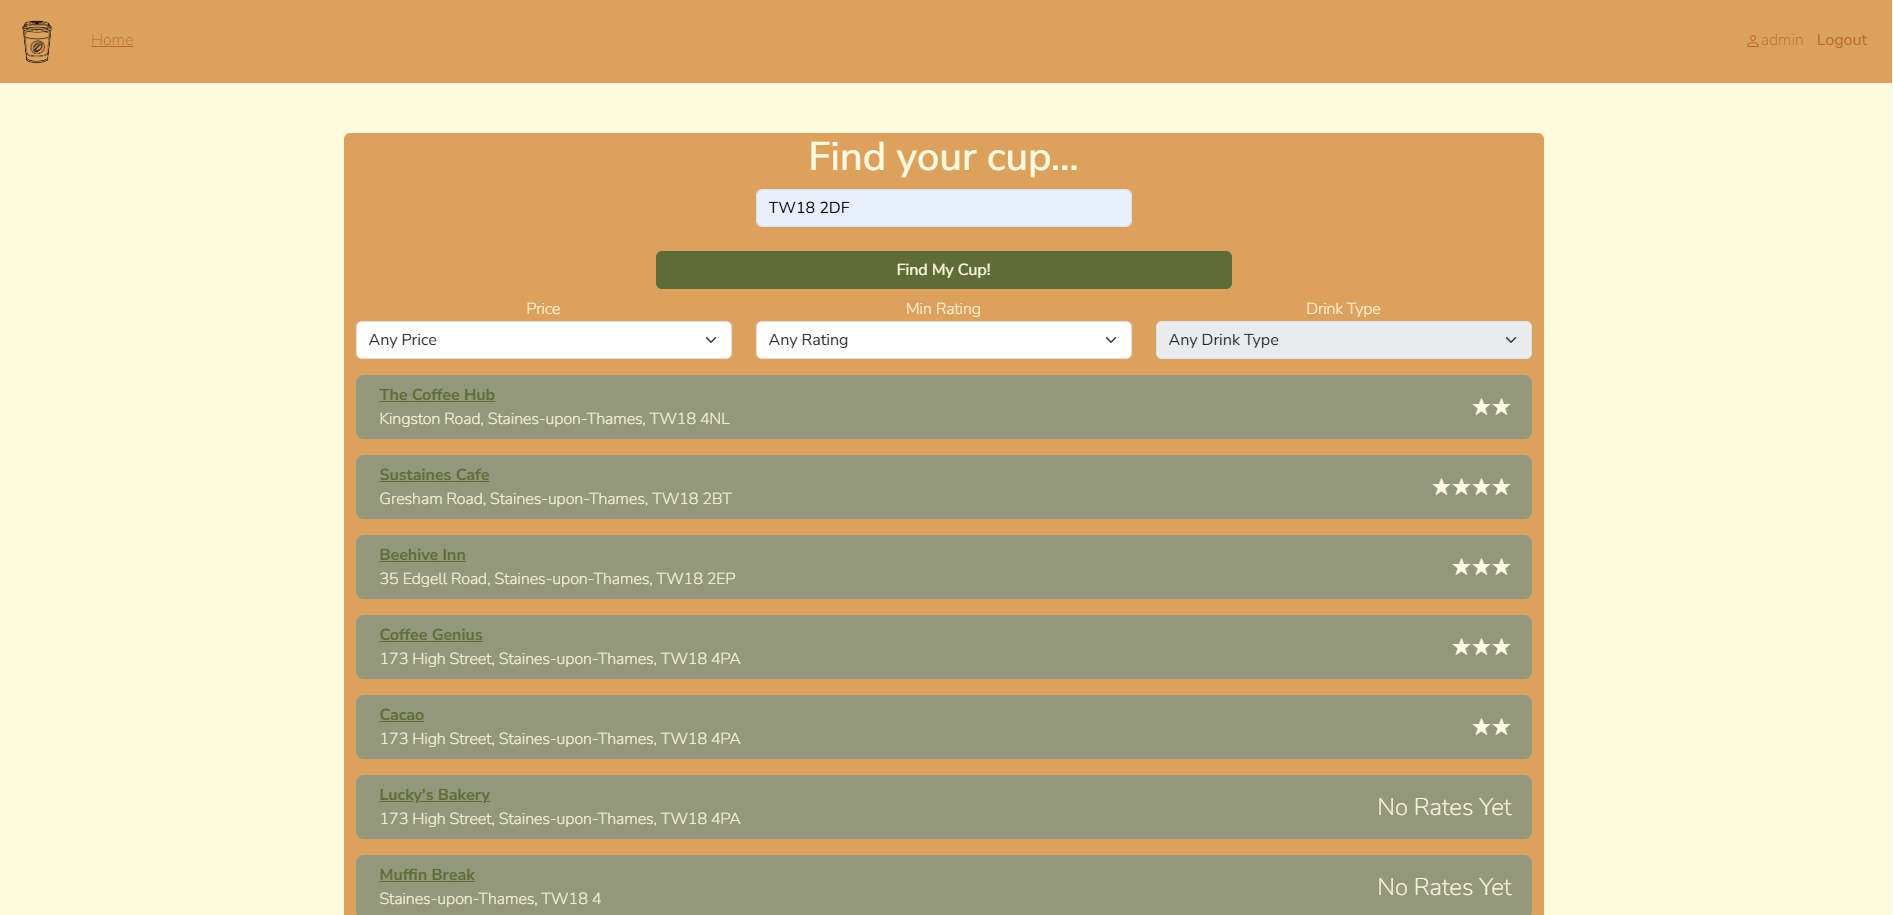 Home
admin Logout
Find your cup...
TW18 2DF
Find My Cup!
Price Min Rating Drink Type
Any Price Any Rating Any Drink Type
The Coffee Hub
Kingston Road, Staines-upon-Thames, TW18 4NL
Sustaines Cafe
Gresham Road, Staines-upon-Thames, TW18 2BT
Beehive Inn
35 Edgell Road, Staines-upon-Thames, TW18 2EP
Coffee Genius
173 High Street, Staines-upon-Thames, TW18 4PA
Cacao
173 High Street, Staines-upon-Thames, TW18 4PA
Lucky's Bakery
173 High Street, Staines-upon-Thames, TW18 4PA
No Rates Yet
Muffin Break
Staines-upon-Thames, TW18 4
No Rates Yet